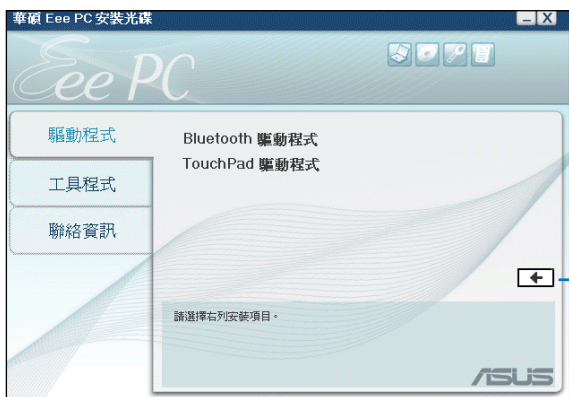 華碩 Eee PC 安裝光碟
Eee PC
驅動程式
工具程式
聯絡資訊
Bluetooth 驅動程式
TouchPad 驅動程式
請選擇右列安裝項目。
ASUS